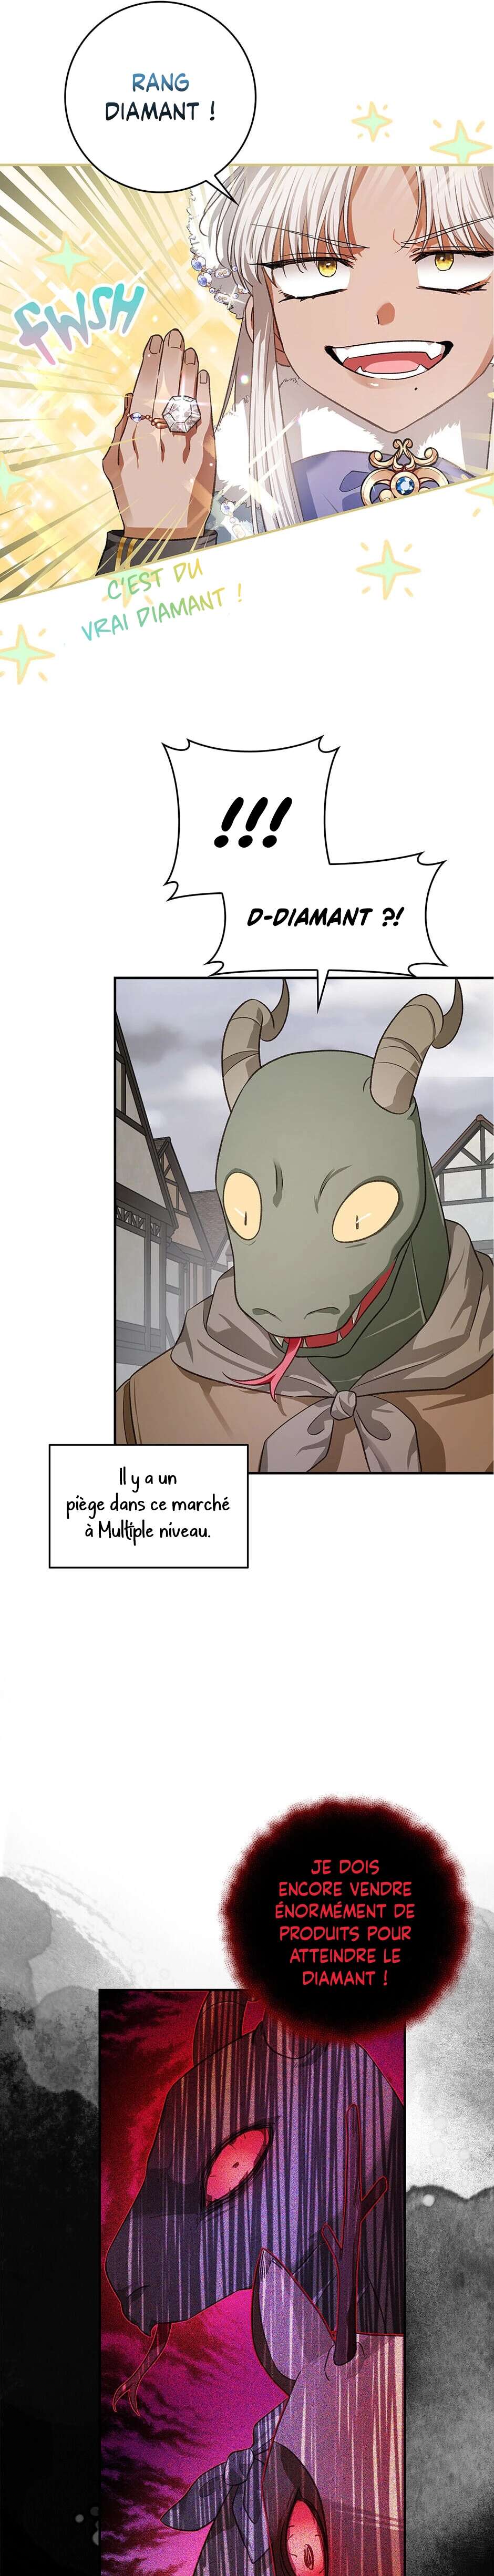 RANG
DIAMANT !
FWSH
C'EST DU
VRAI DIAMANT !
!!!
D-DIAMANT ?!
Il y a un
piège dans ce marché
à Multiple niveau.
JE DOIS
ENCORE VENDRE
ÉNORMÉMENT DE
PRODUITS POUR
ATTEINDRE LE
DIAMANT !